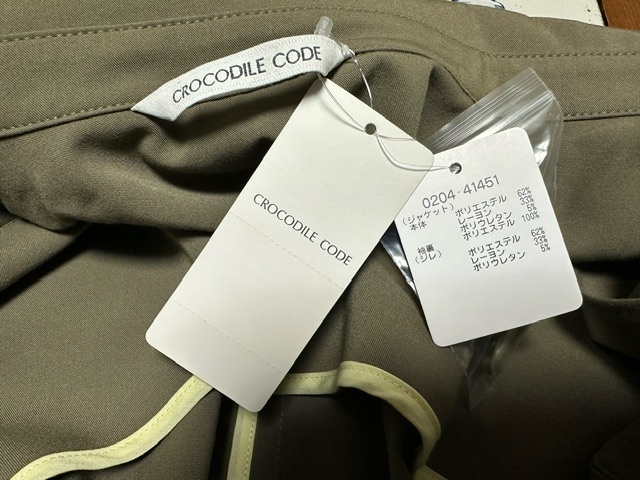 CROCODILE CODE
CROCODILE CODE
0204-41451
(ジャケット)
本体 ポリエステル 62%
レーヨン 33%
ポリウレタン 5%
袖裏 ポリエステル 100%
(ジレ)
ポリエステル 62%
レーヨン 33%
ポリウレタン 5%